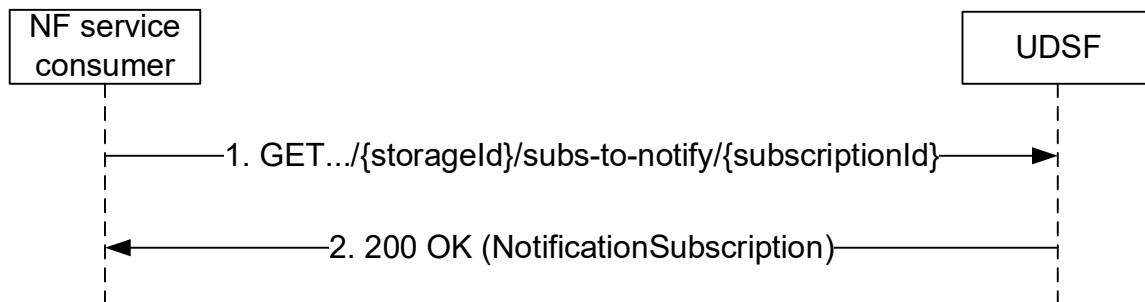 NF service
consumer
UDSF
1. GET.../{storageId}/subs-to-notify/{subscriptionId}
2. 200 OK (NotificationSubscription)